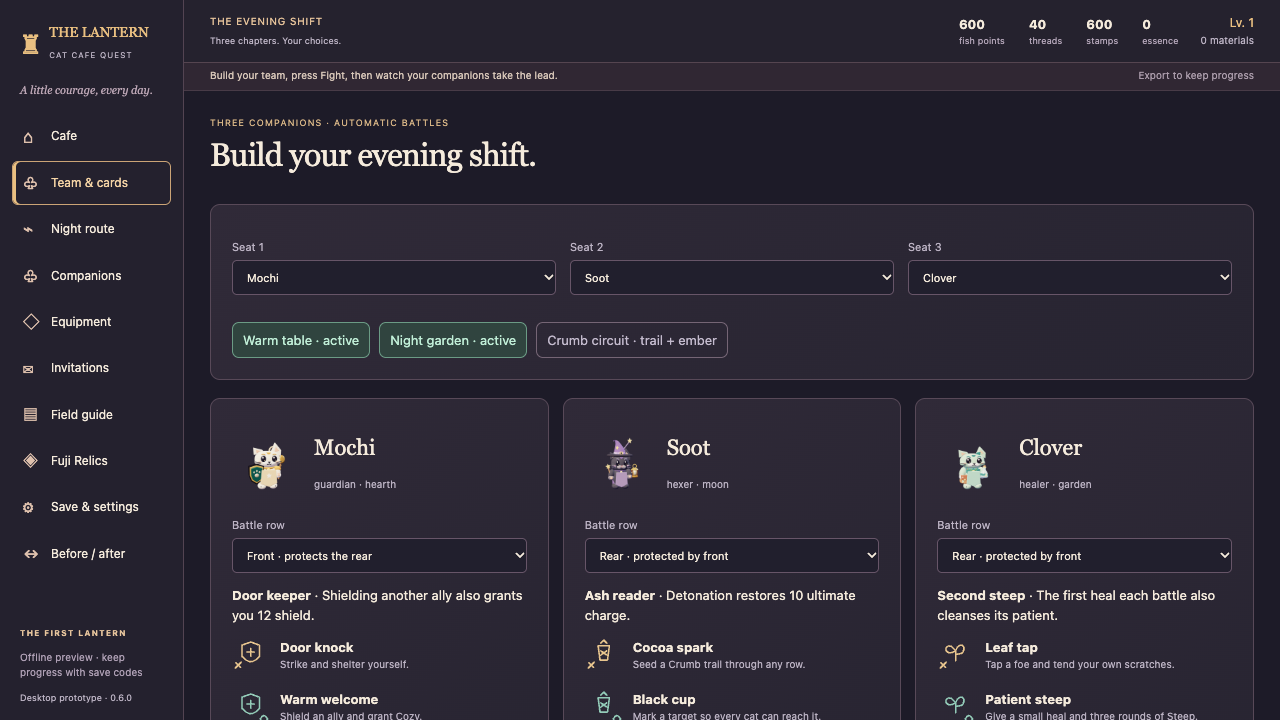 THE LANTERN
CAT CAFE QUEST
A little courage, every day.
Cafe
Team & cards
Night route
Companions
Equipment
Invitations
Field guide
Fuji Relics
Save & settings
Before / after
THE FIRST LANTERN
Offline preview · keep
progress with save codes
Desktop prototype · 0.6.0
THE EVENING SHIFT
Three chapters. Your choices.
600
fish points
40
threads
600
stamps
0
essence
Lv. 1
0 materials
Build your team, press Fight, then watch your companions take the lead.
Export to keep progress
THREE COMPANIONS · AUTOMATIC BATTLES
Build your evening shift.
Seat 1
Mochi
Seat 2
Soot
Seat 3
Clover
Warm table · active
Night garden · active
Crumb circuit · trail + ember
Mochi
guardian · hearth
Battle row
Front · protects the rear
Door keeper · Shielding another ally also grants
you 12 shield.
Door knock
Strike and shelter yourself.
Warm welcome
Shield an ally and grant Cozy.
Soot
hexer · moon
Battle row
Rear · protected by front
Ash reader · Detonation restores 10 ultimate
charge.
Cocoa spark
Seed a Crumb trail through any row.
Black cup
Mark a target so every cat can reach it.
Clover
healer · garden
Battle row
Rear · protected by front
Second steep · The first heal each battle also
cleanses its patient.
Leaf tap
Tap a foe and tend your own scratches.
Patient steep
Give a small heal and three rounds of Steep.